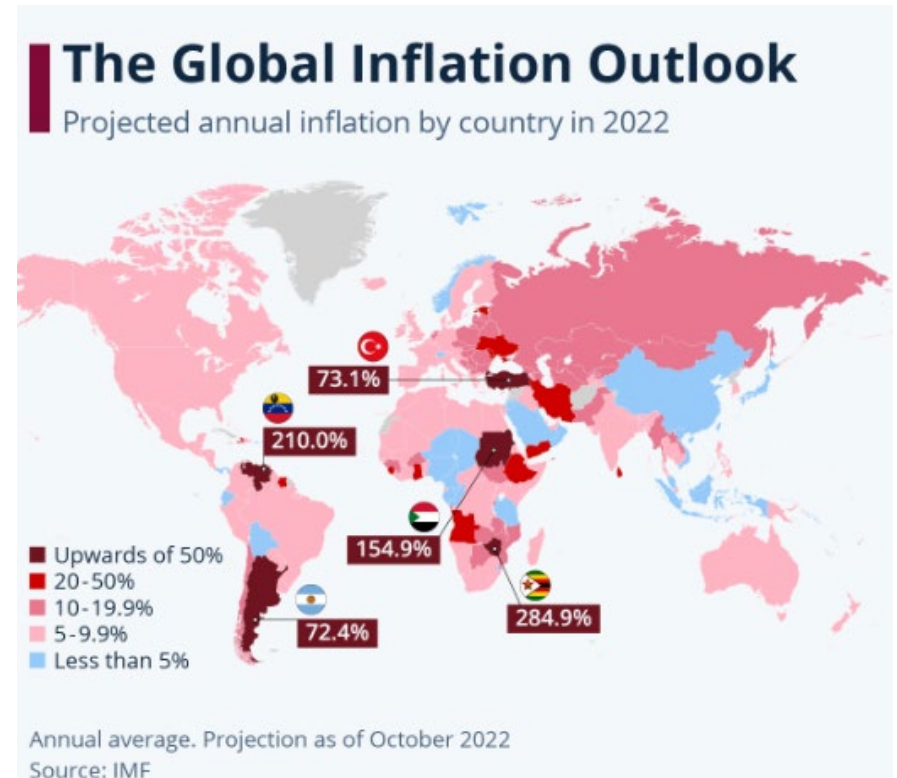 The Global Inflation Outlook
Projected annual inflation by country in 2022
73.1%
210.0%
154.9%
284.9%
72.4%
Upwards of 50%
20-50%
10-19.9%
5-9.9%
Less than 5%
Annual average. Projection as of October 2022
Source: IMF